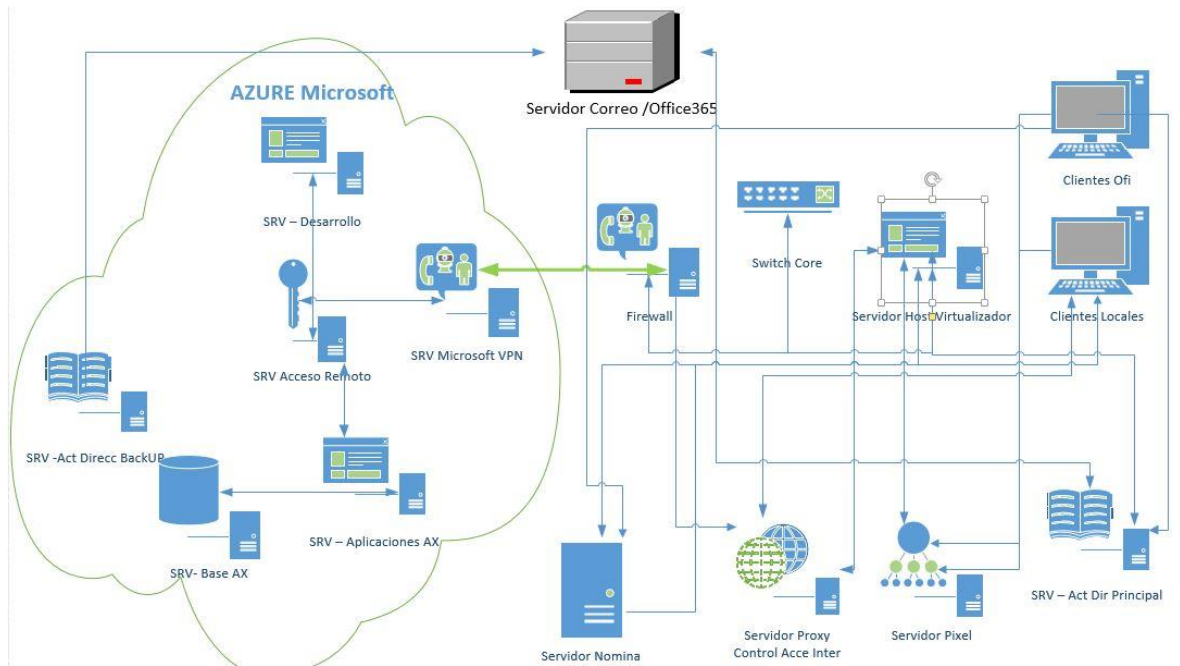 AZURE Microsoft
Servidor Correo /Office365
SRV – Desarrollo
Clientes Ofi
Switch Core
Firewall
Servidor Host Virtualizador
Clientes Locales
SRV Microsoft VPN
SRV Acceso Remoto
SRV -Act Direcc BackUP
SRV – Aplicaciones AX
SRV- Base AX
SRV – Act Dir Principal
Servidor Proxy
Control Acce Inter
Servidor Pixel
Servidor Nomina